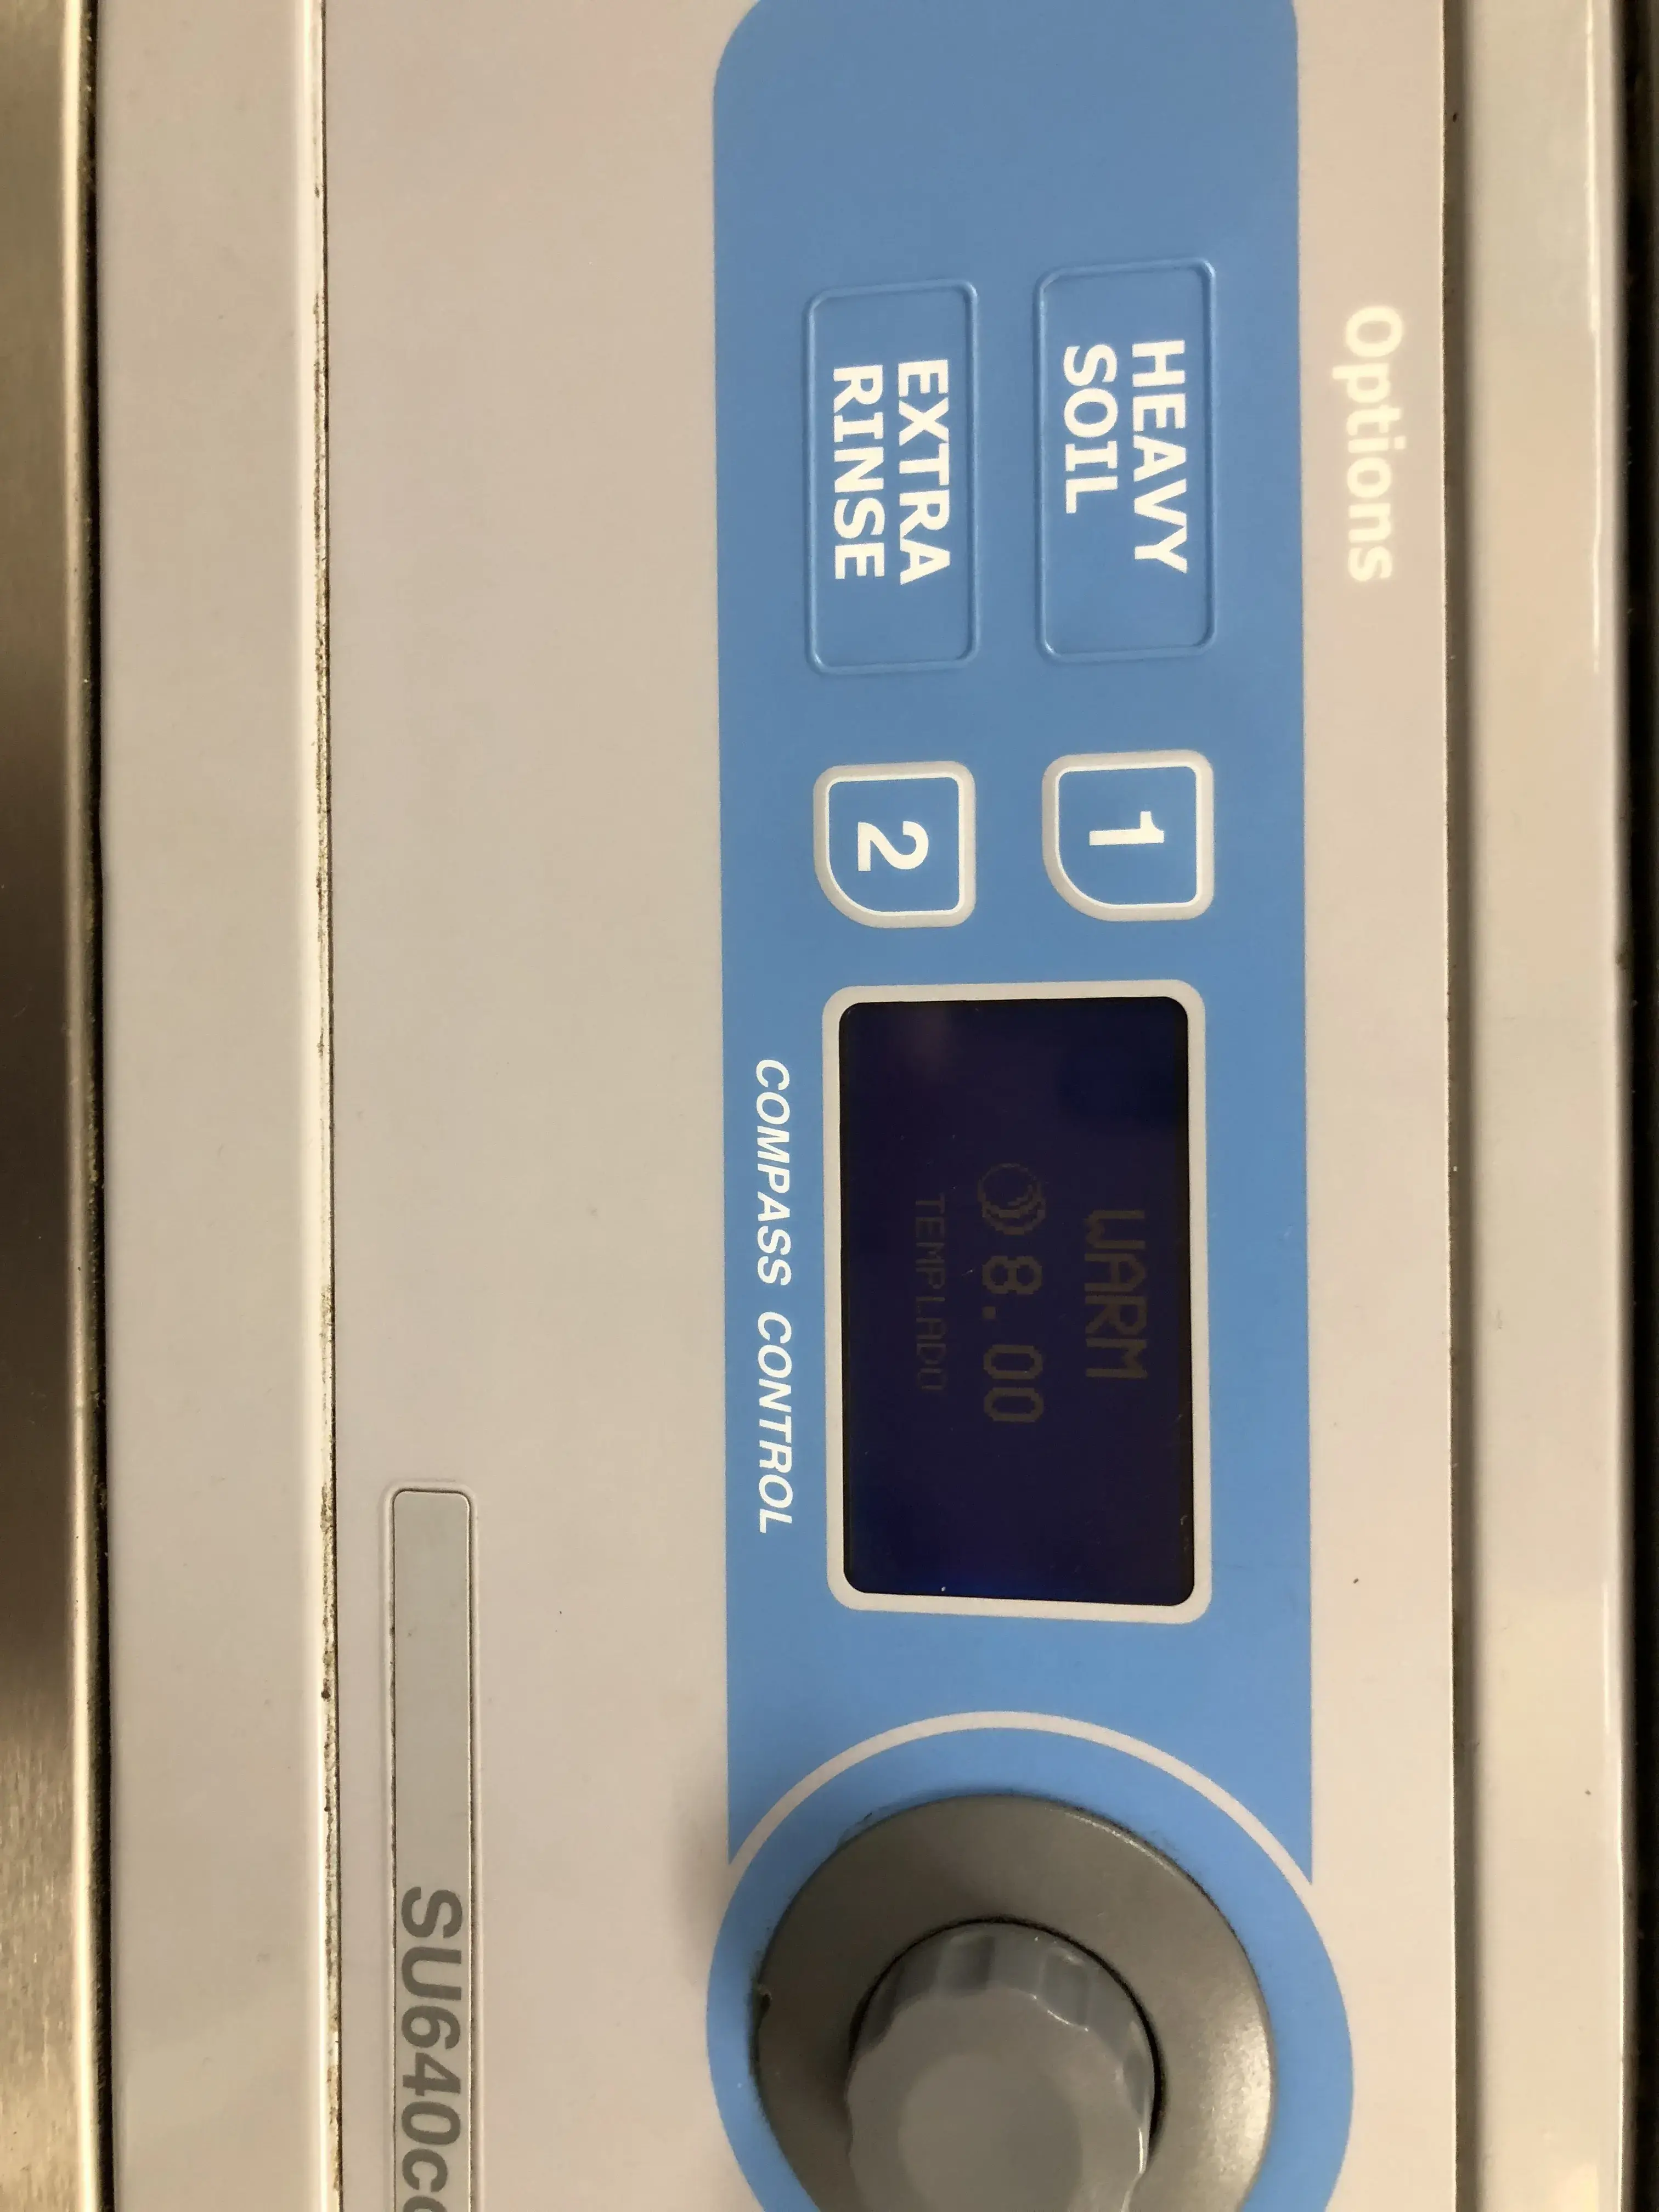 Options
HEAVY
SOIL
1
EXTRA
RINSE
2
WARM
8.00
TEMPLADO
COMPASS CONTROL
SU640c